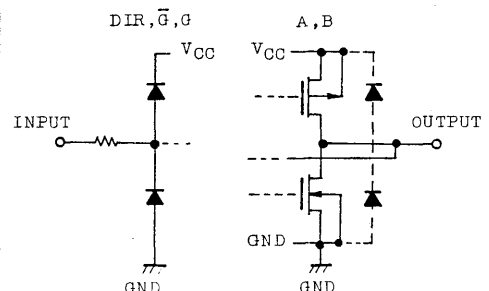 DIR, G̅, G
A, B
VCC
VCC
INPUT
OUTPUT
GND
GND
GND